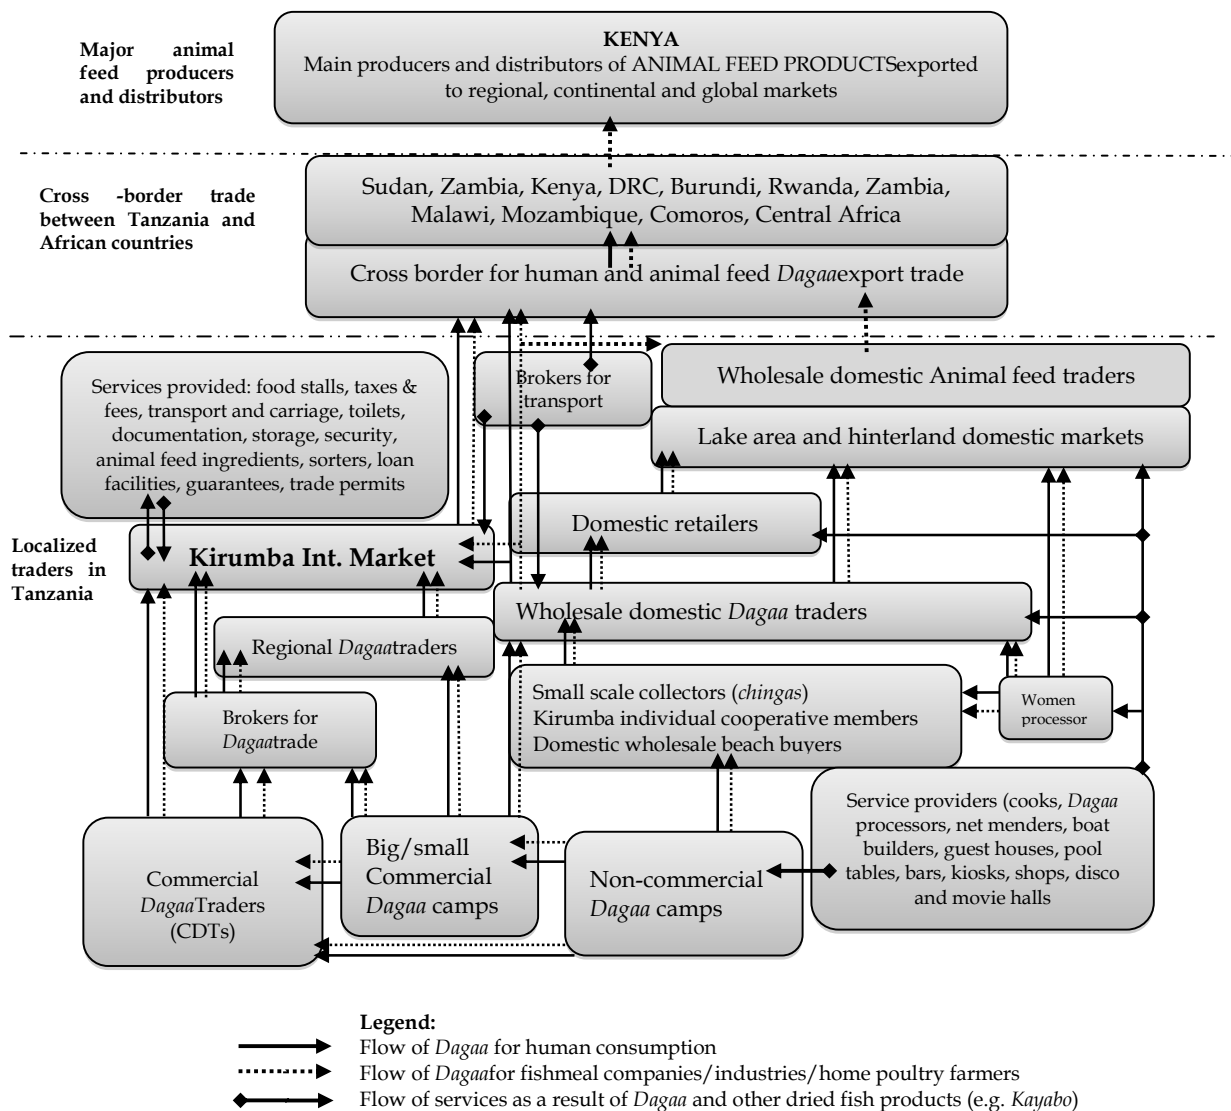 Major animal
feed producers
and distributors
KENYA
Main producers and distributors of ANIMAL FEED PRODUCTSexported
to regional, continental and global markets
Cross -border trade
between Tanzania and
African countries
Sudan, Zambia, Kenya, DRC, Burundi, Rwanda, Zambia,
Malawi, Mozambique, Comoros, Central Africa
Cross border for human and animal feed Dagaaexport trade
Services provided: food stalls, taxes &
fees, transport and carriage, toilets,
documentation, storage, security,
animal feed ingredients, sorters, loan
facilities, guarantees, trade permits
Brokers for
transport
Wholesale domestic Animal feed traders
Lake area and hinterland domestic markets
Domestic retailers
Localized
traders in
Tanzania
Kirumba Int. Market
Wholesale domestic Dagaa traders
Regional Dagaatraders
Small scale collectors (chingas)
Kirumba individual cooperative members
Domestic wholesale beach buyers
Women
processor
Brokers for
Dagaatrade
Commercial
DagaaTraders
(CDTs)
Big/small
Commercial
Dagaa camps
Non-commercial
Dagaa camps
Service providers (cooks, Dagaa
processors, net menders, boat
builders, guest houses, pool
tables, bars, kiosks, shops, disco
and movie halls
Legend:
Flow of Dagaa for human consumption
Flow of Dagaafor fishmeal companies/industries/home poultry farmers
Flow of services as a result of Dagaa and other dried fish products (e.g. Kayabo)